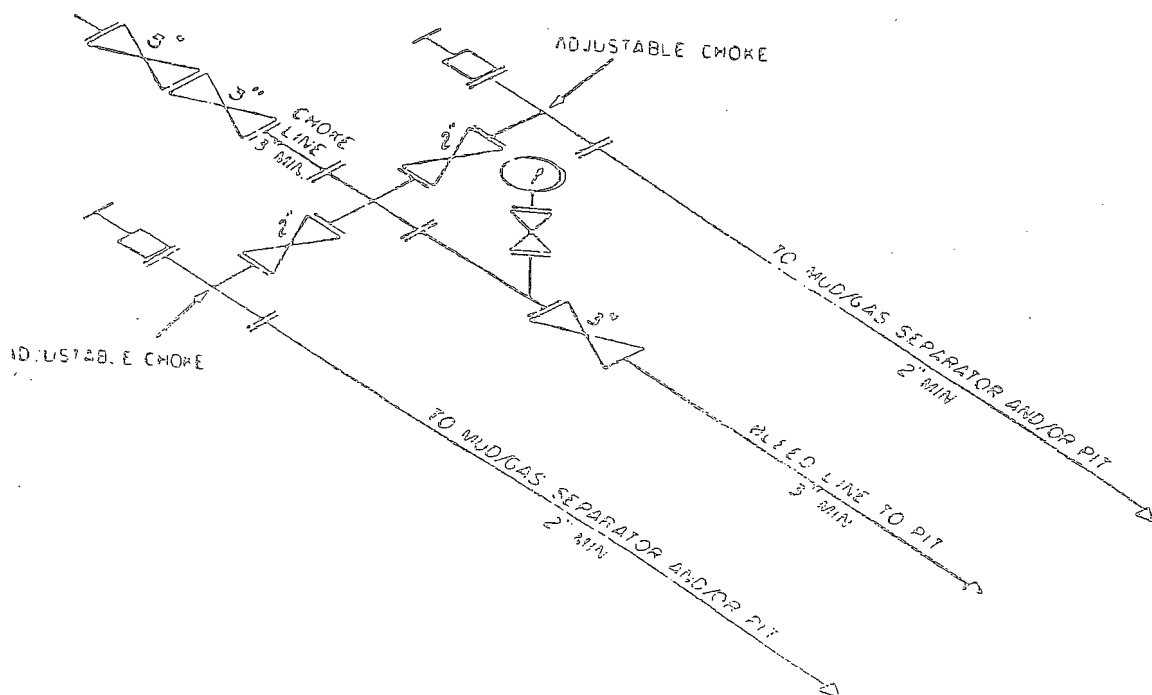 3"
3"
CHOKE
LINE
3" MIN.
ADJUSTABLE CHOKE
2"
P
2"
3"
ADJUSTABLE CHOKE
TO MUD/GAS SEPARATOR AND/OR PIT
2" MIN
BLEED LINE TO PIT
3" MIN
TO MUD/GAS SEPARATOR AND/OR PIT
2" MIN